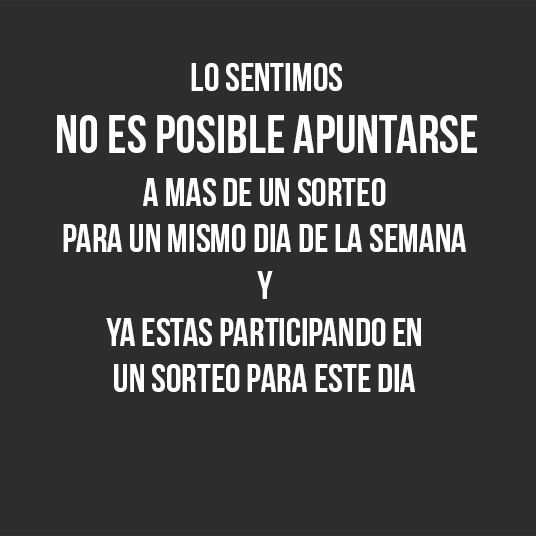 LO SENTIMOS
NO ES POSIBLE APUNTARSE
A MAS DE UN SORTEO
PARA UN MISMO DIA DE LA SEMANA
Y
YA ESTAS PARTICIPANDO EN
UN SORTEO PARA ESTE DIA